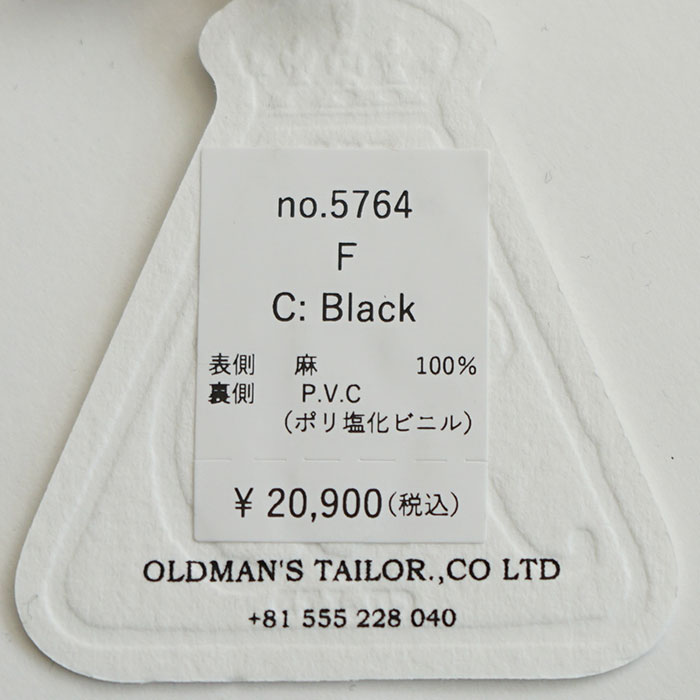 no.5764
F
C: Black
表側 麻 100%
裏側 P.V.C
(ポリ塩化ビニル)
¥ 20,900(税込)
OLDMAN'S TAILOR.,CO LTD
+81 555 228 040